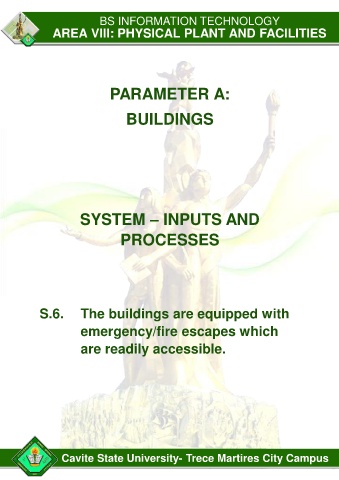 BS INFORMATION TECHNOLOGY
AREA VIII: PHYSICAL PLANT AND FACILITIES
PARAMETER A:
BUILDINGS
SYSTEM – INPUTS AND
PROCESSES
S.6. The buildings are equipped with
emergency/fire escapes which
are readily accessible.
Cavite State University- Trece Martires City Campus